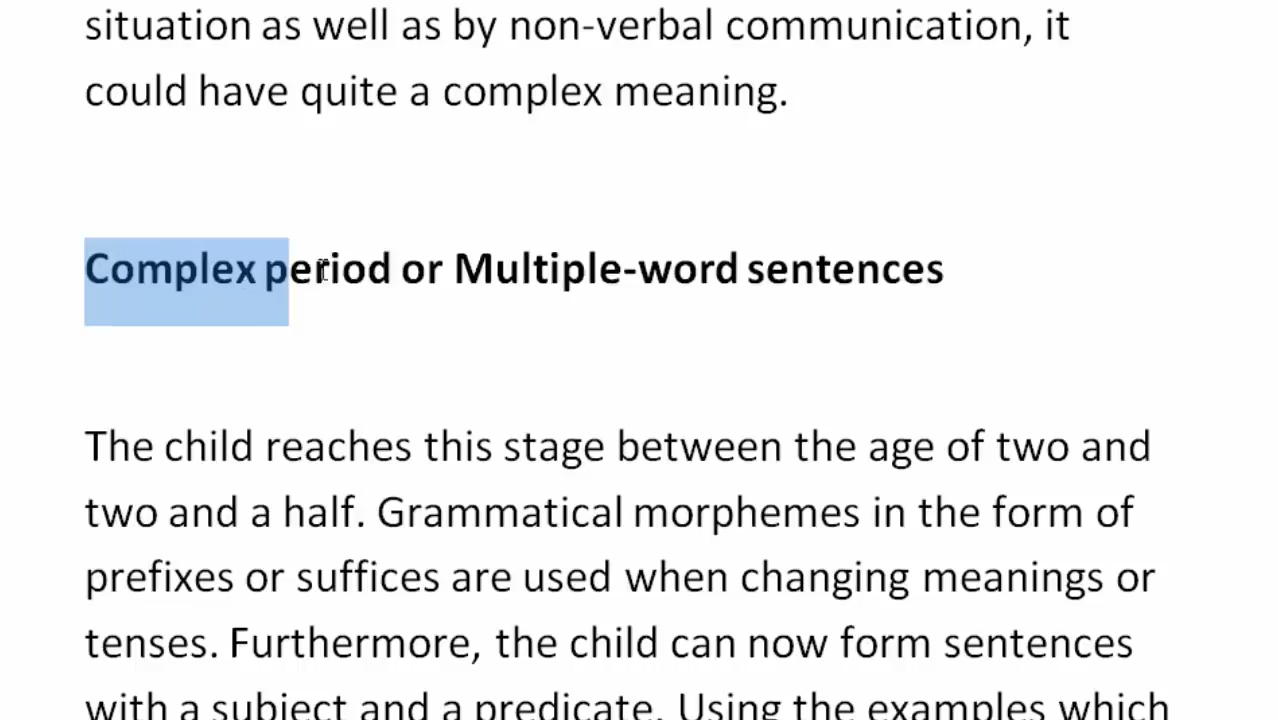 situation as well as by non-verbal communication, it
could have quite a complex meaning.
Complex period or Multiple-word sentences
The child reaches this stage between the age of two and
two and a half. Grammatical morphemes in the form of
prefixes or suffices are used when changing meanings or
tenses. Furthermore, the child can now form sentences
with a subject and a predicate. Using the examples which